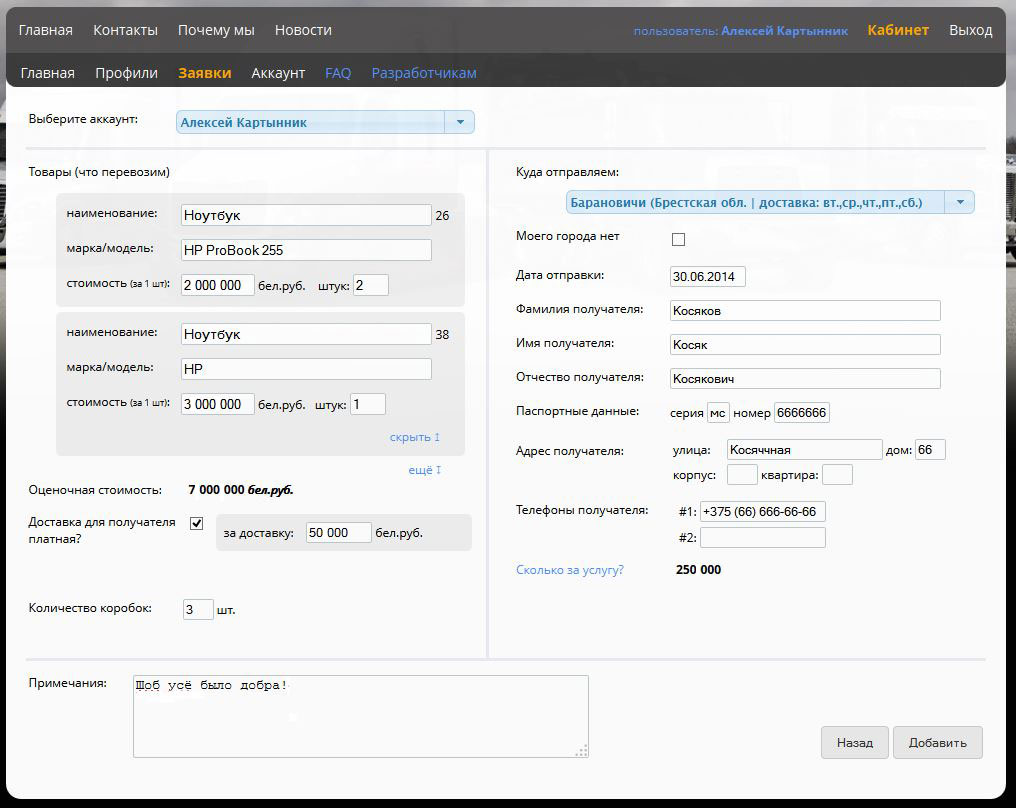 Главная Контакты Почему мы Новости пользователь: Алексей Картынник Кабинет Выход
Главная Профили Заявки Аккаунт FAQ Разработчикам
Выберите аккаунт: Алексей Картынник
Товары (что перевозим)
наименование: Ноутбук 26
марка/модель: HP ProBook 255
стоимость (за 1 шт): 2 000 000 бел.руб. штук: 2
наименование: Ноутбук 38
марка/модель: HP
стоимость (за 1 шт): 3 000 000 бел.руб. штук: 1
скрыть ↥
ещё ↧
Оценочная стоимость: 7 000 000 бел.руб.
Доставка для получателя
платная? за доставку: 50 000 бел.руб.
Количество коробок: 3 шт.
Куда отправляем:
Барановичи (Брестская обл. | доставка: вт.,ср.,чт.,пт.,сб.)
Моего города нет
Дата отправки: 30.06.2014
Фамилия получателя: Косяков
Имя получателя: Косяк
Отчество получателя: Косякович
Паспортные данные: серия мс номер 6666666
Адрес получателя: улица: Косяччная дом: 66
корпус: квартира:
Телефоны получателя: #1: +375 (66) 666-66-66
#2:
Сколько за услугу? 250 000
Примечания: Шоб усё было добра!
Назад Добавить